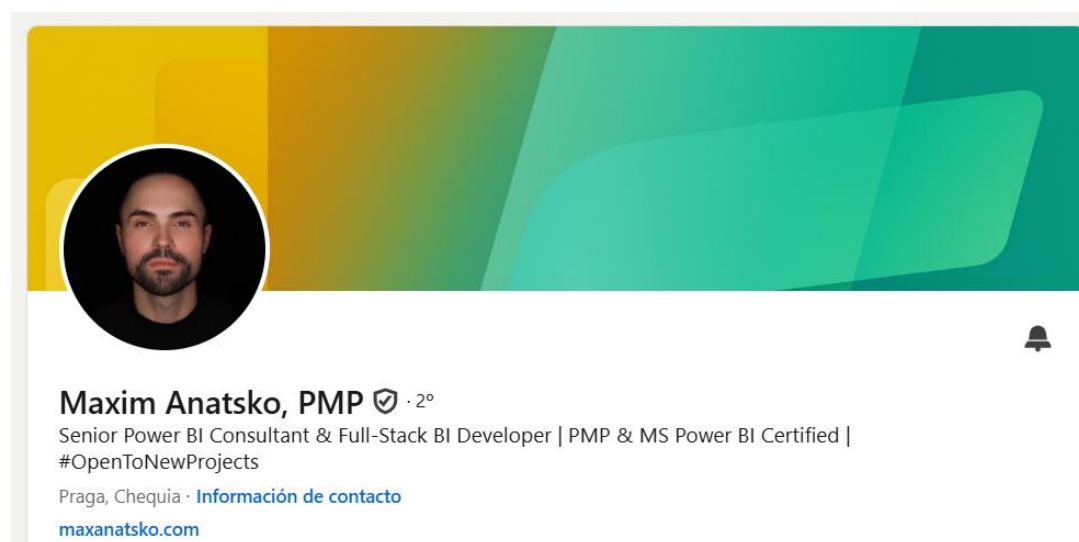 Maxim Anatsko, PMP · 2º
Senior Power BI Consultant & Full-Stack BI Developer | PMP & MS Power BI Certified |
#OpenToNewProjects
Praga, Chequia · Información de contacto
maxanatsko.com